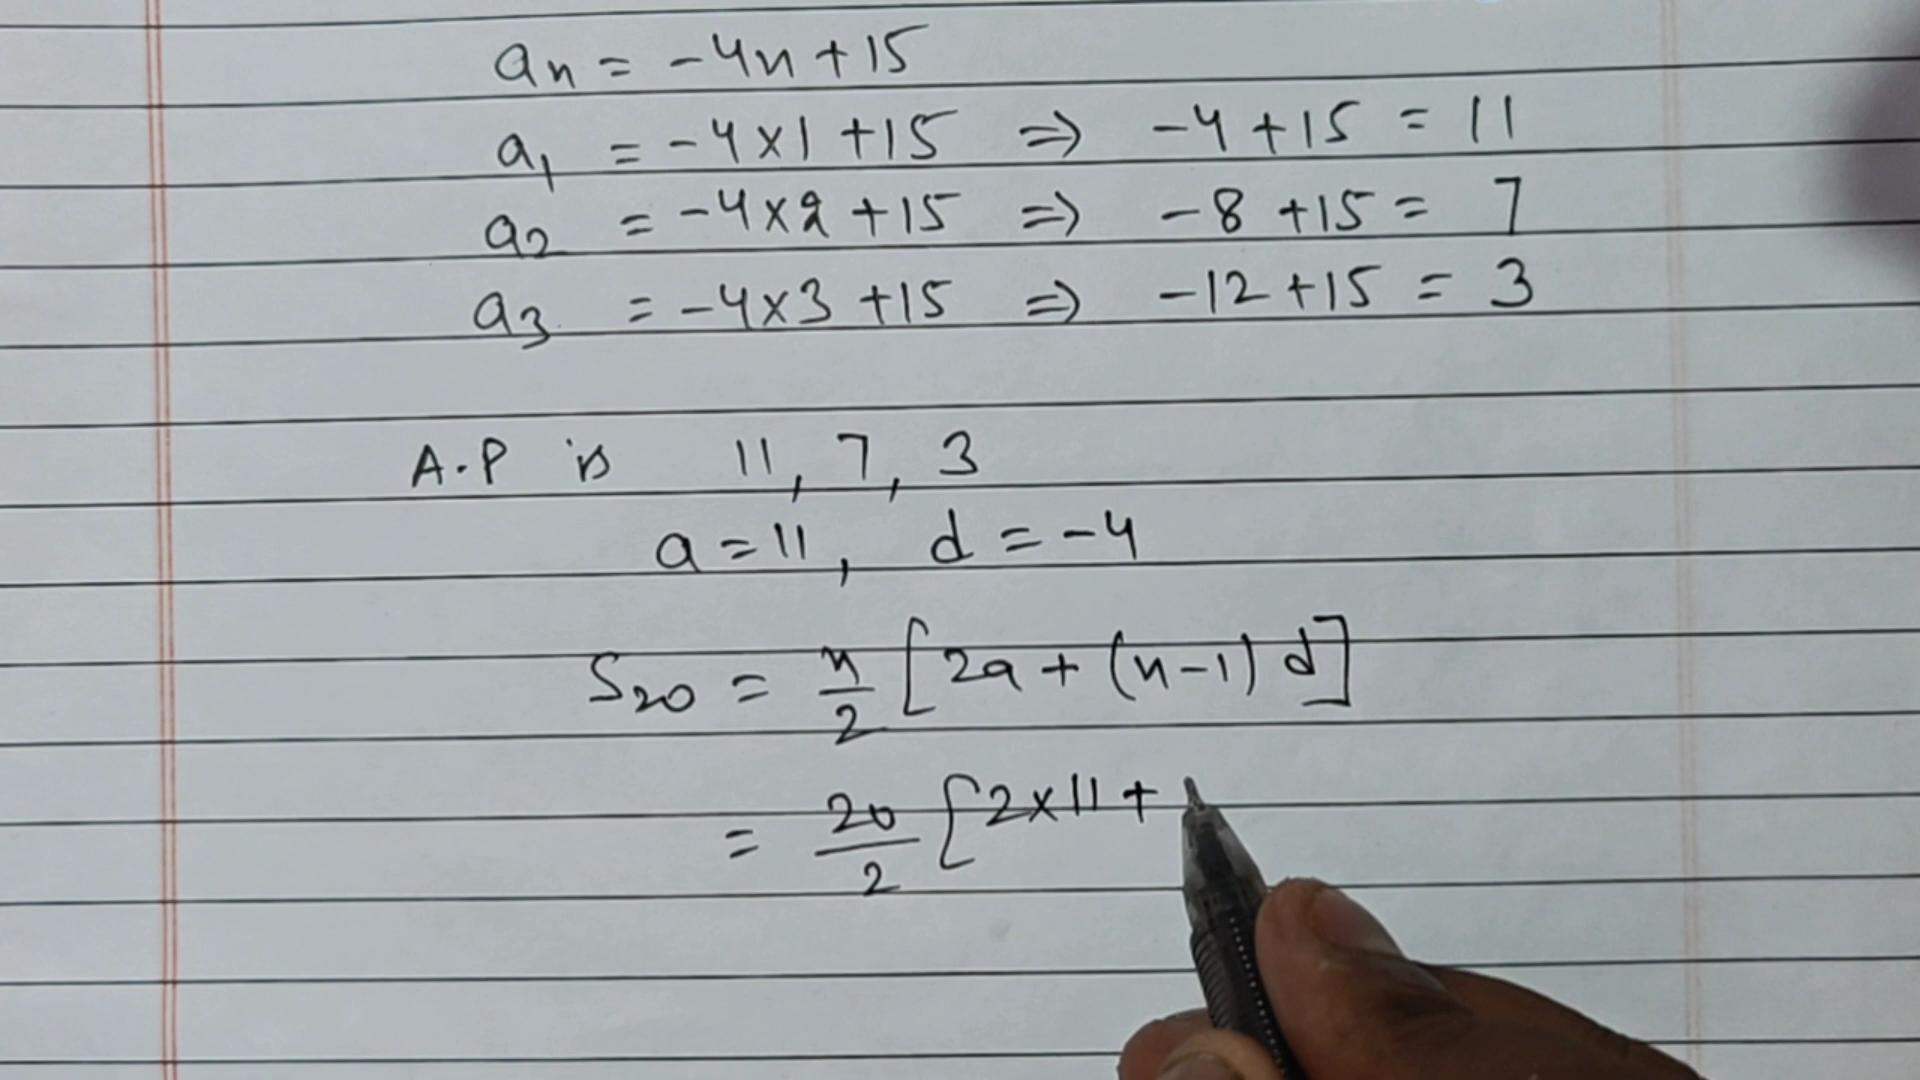 an = -4n + 15
a1 = -4×1 + 15 ⇒ -4 + 15 = 11
a2 = -4×2 + 15 ⇒ -8 + 15 = 7
a3 = -4×3 + 15 ⇒ -12 + 15 = 3
A.P is 11, 7, 3
a = 11, d = -4
S20 = n/2 [2a + (n-1) d]
= 20/2 [2×11 +